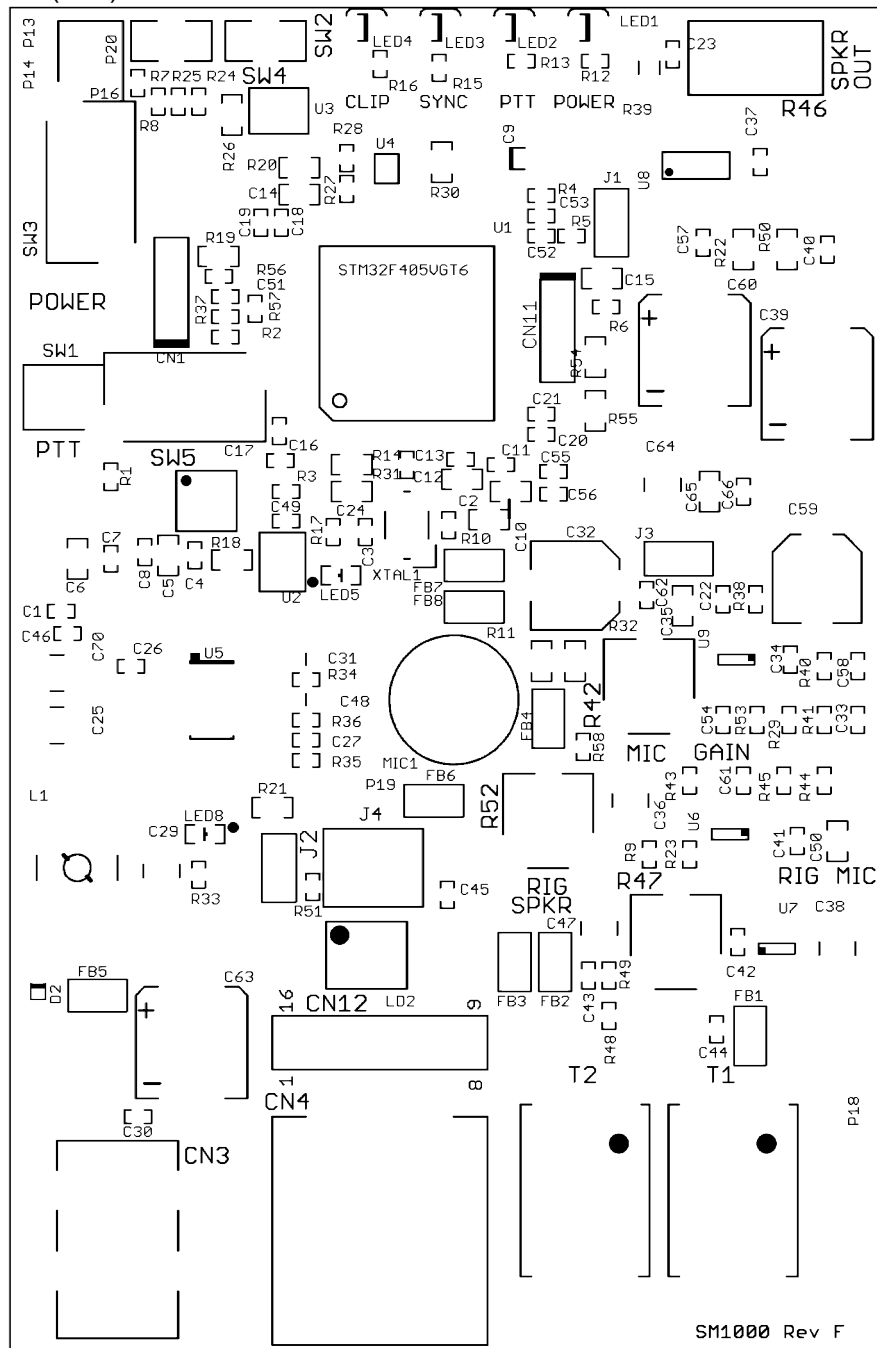 P14 P13
P20
P16
R7
R25
R24
R8
SW4
SW2
LED4
LED3
LED2
LED1
R16
R15
R13
R12
C23
R39
SPKR OUT
R46
CLIP
SYNC
PTT
POWER
U3
R26
R28
U4
C9
R20
R27
C14
R30
R4
C53
J1
U8
C37
C19
C18
U1
R5
C52
SW3
R19
R56
C51
R37
R57
R2
STM32F405VGT6
C57
R22
R50
C40
C15
C60
C39
POWER
CN11
R6
SW1
CN1
R54
R55
PTT
SW5
C17
C16
C21
C20
C64
R1
R3
R14
C13
R31
C12
C11
C55
C56
C65
C66
C49
R17
C24
C3
C2
R10
C10
C32
J3
C59
C7
C6
C8
C5
C4
R18
U2
LED5
XTAL1
FB7
FB8
C62
C35
C22
R38
C1
C46
R11
R32
U9
C70
C26
U5
C31
R34
C34
R40
C58
C48
C25
R36
C27
R35
MIC1
FB4
R42
R58
MIC GAIN
C54
R53
R29
R41
C33
L1
P19
FB6
R52
R43
C61
R45
R44
R21
LED8
C29
J4
J2
C36
U6
R9
R23
C41
C50
R33
R51
C45
RIG
SPKR
R47
RIG MIC
C47
U7
C38
C42
D2
FB5
C63
CN12
LD2
FB3
FB2
C43
R49
R48
C44
FB1
16
9
1
8
T2
T1
CN4
C30
CN3
P18
SM1000 Rev F